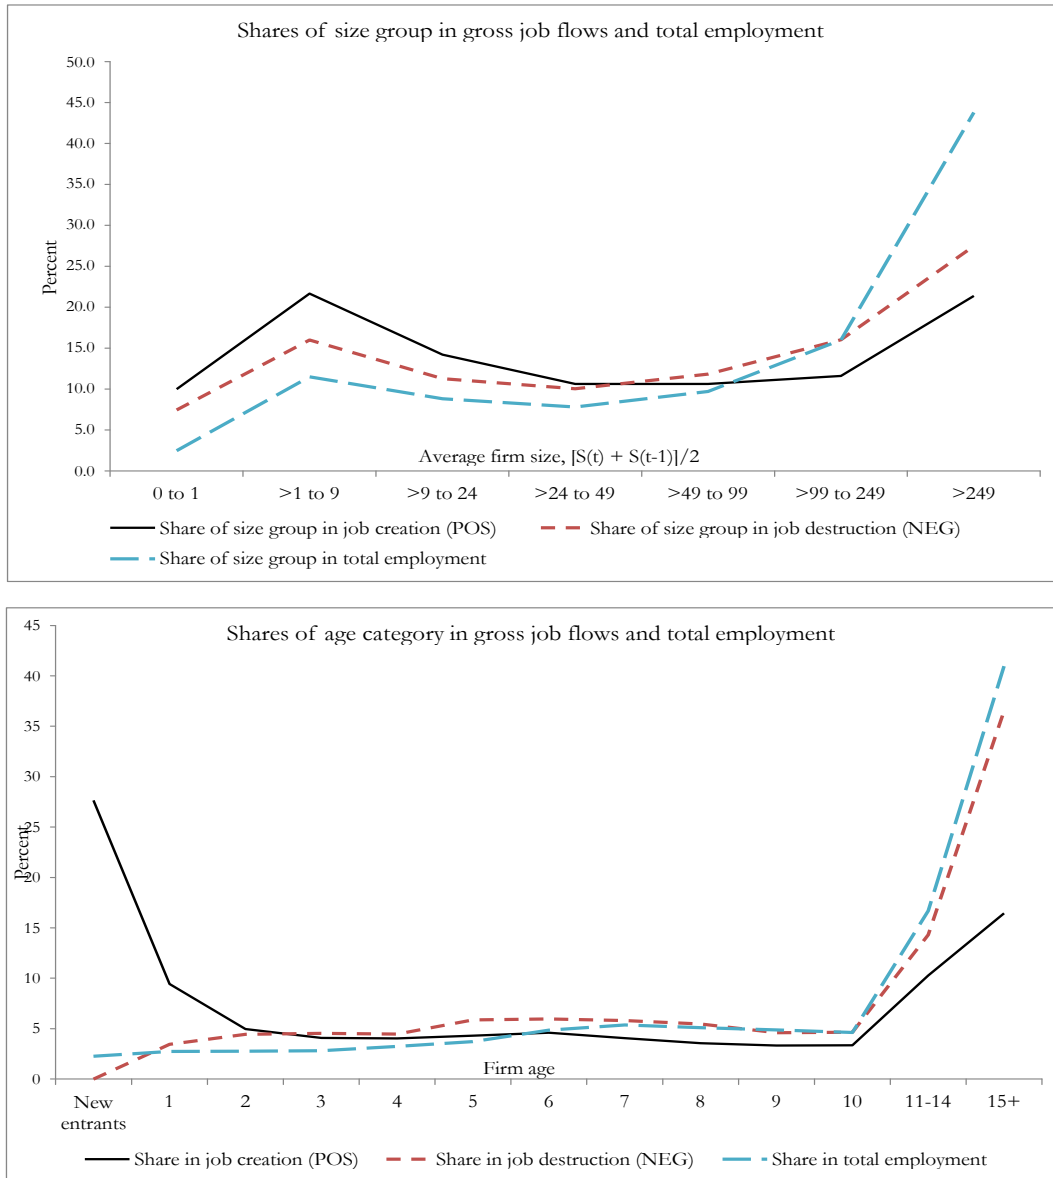 Shares of size group in gross job flows and total employment
50.0
45.0
40.0
35.0
30.0
25.0
20.0
15.0
10.0
5.0
0.0
Percent
Average firm size, [S(t) + S(t-1)]/2
0 to 1 >1 to 9 >9 to 24 >24 to 49 >49 to 99 >99 to 249 >249
Share of size group in job creation (POS) Share of size group in job destruction (NEG)
Share of size group in total employment
Shares of age category in gross job flows and total employment
45
40
35
30
25
20
15
10
5
0
Percent
Firm age
New entrants 1 2 3 4 5 6 7 8 9 10 11-14 15+
Share in job creation (POS) Share in job destruction (NEG) Share in total employment